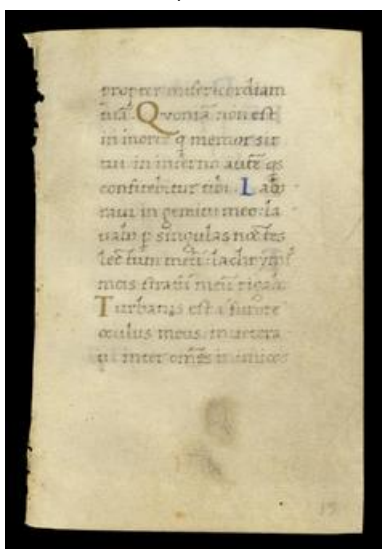 propter misericordiam
tuā. Qvoniā non est
in morte q memor sit
tui in inferno autē qs
confitebitur tibi. Labo
raui in gemitu meo: la
uabo p singulas noctes
lectum meū: lachrymis
meis stratū meū rigabo
Turbatus est a furore
oculus meus: inuetera
ui inter omēs inimicos